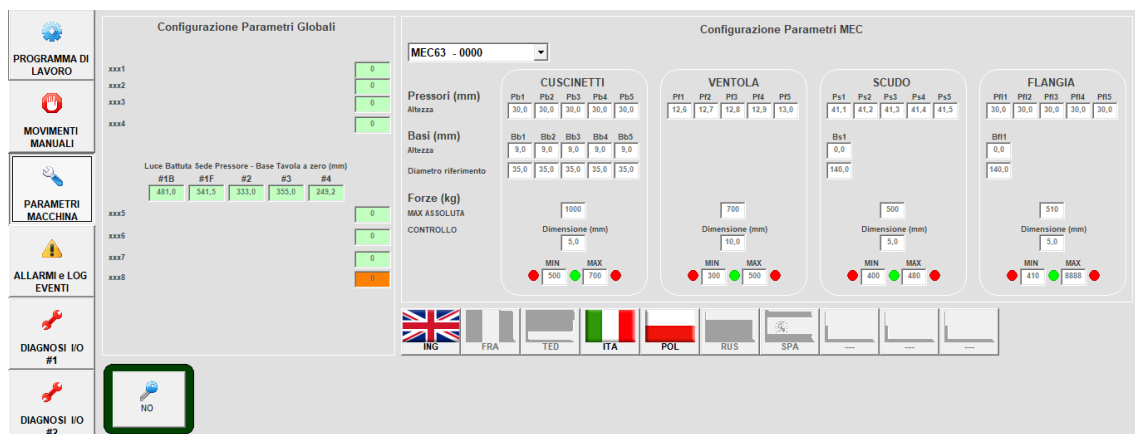 PROGRAMMA DI
LAVORO
MOVIMENTI
MANUALI
PARAMETRI
MACCHINA
ALLARMI e LOG
EVENTI
DIAGNOSI I/O
#1
DIAGNOSI I/O
#2
Configurazione Parametri Globali
xxx1 0
xxx2 0
xxx3 0
xxx4 0
Luce Battuta Sede Pressore - Base Tavola a zero (mm)
#1B #1F #2 #3 #4
481,0 541,5 333,0 355,0 249,2
xxx5 0
xxx6 0
xxx7 0
xxx8 0
Configurazione Parametri MEC
MEC63 - 0000
CUSCINETTI VENTOLA SCUDO FLANGIA
Pressori (mm) Pb1 Pb2 Pb3 Pb4 Pb5 Pf1 Pf2 Pf3 Pf4 Pf5 Ps1 Ps2 Ps3 Ps4 Ps5 Pfl1 Pfl2 Pfl3 Pfl4 Pfl5
Altezza 30,0 30,0 30,0 30,0 30,0 12,6 12,7 12,8 12,9 13,0 41,1 41,2 41,3 41,4 41,5 30,0 30,0 30,0 30,0 30,0
Basi (mm) Bb1 Bb2 Bb3 Bb4 Bb5 Bs1 Bfl1
Altezza 9,0 9,0 9,0 9,0 9,0 0,0 0,0
Diametro riferimento 35,0 35,0 35,0 35,0 35,0 140,0 140,0
Forze (kg)
MAX ASSOLUTA 1000 700 500 510
CONTROLLO Dimensione (mm) Dimensione (mm) Dimensione (mm) Dimensione (mm)
5,0 10,0 5,0 5,0
MIN MAX MIN MAX MIN MAX MIN MAX
500 700 300 500 400 480 410 8888
ING FRA TED ITA POL RUS SPA --- --- ---
NO